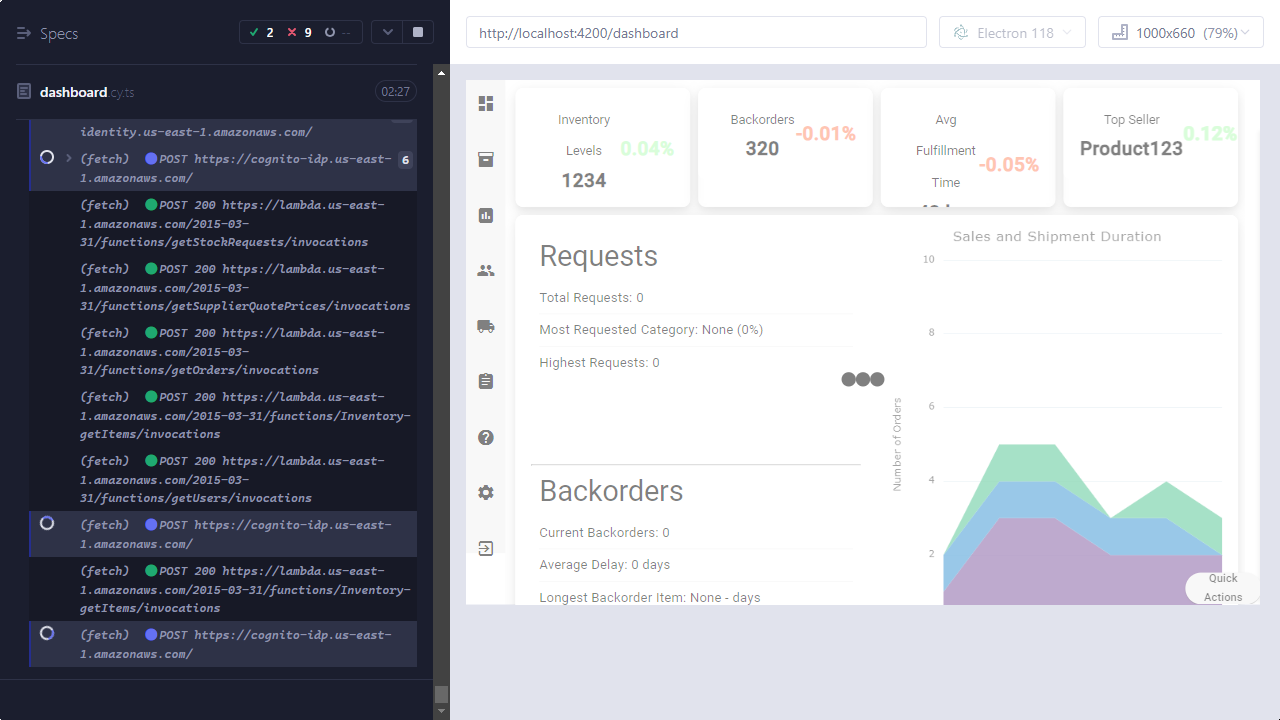 Specs
2
9
--
dashboard.cy.ts
02:27
identity.us-east-1.amazonaws.com/
(fetch) POST https://cognito-idp.us-east-
1.amazonaws.com/
6
(fetch) POST 200 https://lambda.us-east-
1.amazonaws.com/2015-03-
31/functions/getStockRequests/invocations
(fetch) POST 200 https://lambda.us-east-
1.amazonaws.com/2015-03-
31/functions/getSupplierQuotePrices/invocations
(fetch) POST 200 https://lambda.us-east-
1.amazonaws.com/2015-03-
31/functions/getOrders/invocations
(fetch) POST 200 https://lambda.us-east-
1.amazonaws.com/2015-03-31/functions/Inventory-
getItems/invocations
(fetch) POST 200 https://lambda.us-east-
1.amazonaws.com/2015-03-
31/functions/getUsers/invocations
(fetch) POST https://cognito-idp.us-east-
1.amazonaws.com/
(fetch) POST 200 https://lambda.us-east-
1.amazonaws.com/2015-03-31/functions/Inventory-
getItems/invocations
(fetch) POST https://cognito-idp.us-east-
1.amazonaws.com/
http://localhost:4200/dashboard
Electron 118
1000x660 (79%)
Inventory
Levels
1234
0.04%
Backorders
320
-0.01%
Avg
Fulfillment
Time
-0.05%
Top Seller
Product123
0.12%
Requests
Total Requests: 0
Most Requested Category: None (0%)
Highest Requests: 0
Backorders
Current Backorders: 0
Average Delay: 0 days
Longest Backorder Item: None - days
Sales and Shipment Duration
10
8
6
4
2
Number of Orders
Quick
Actions